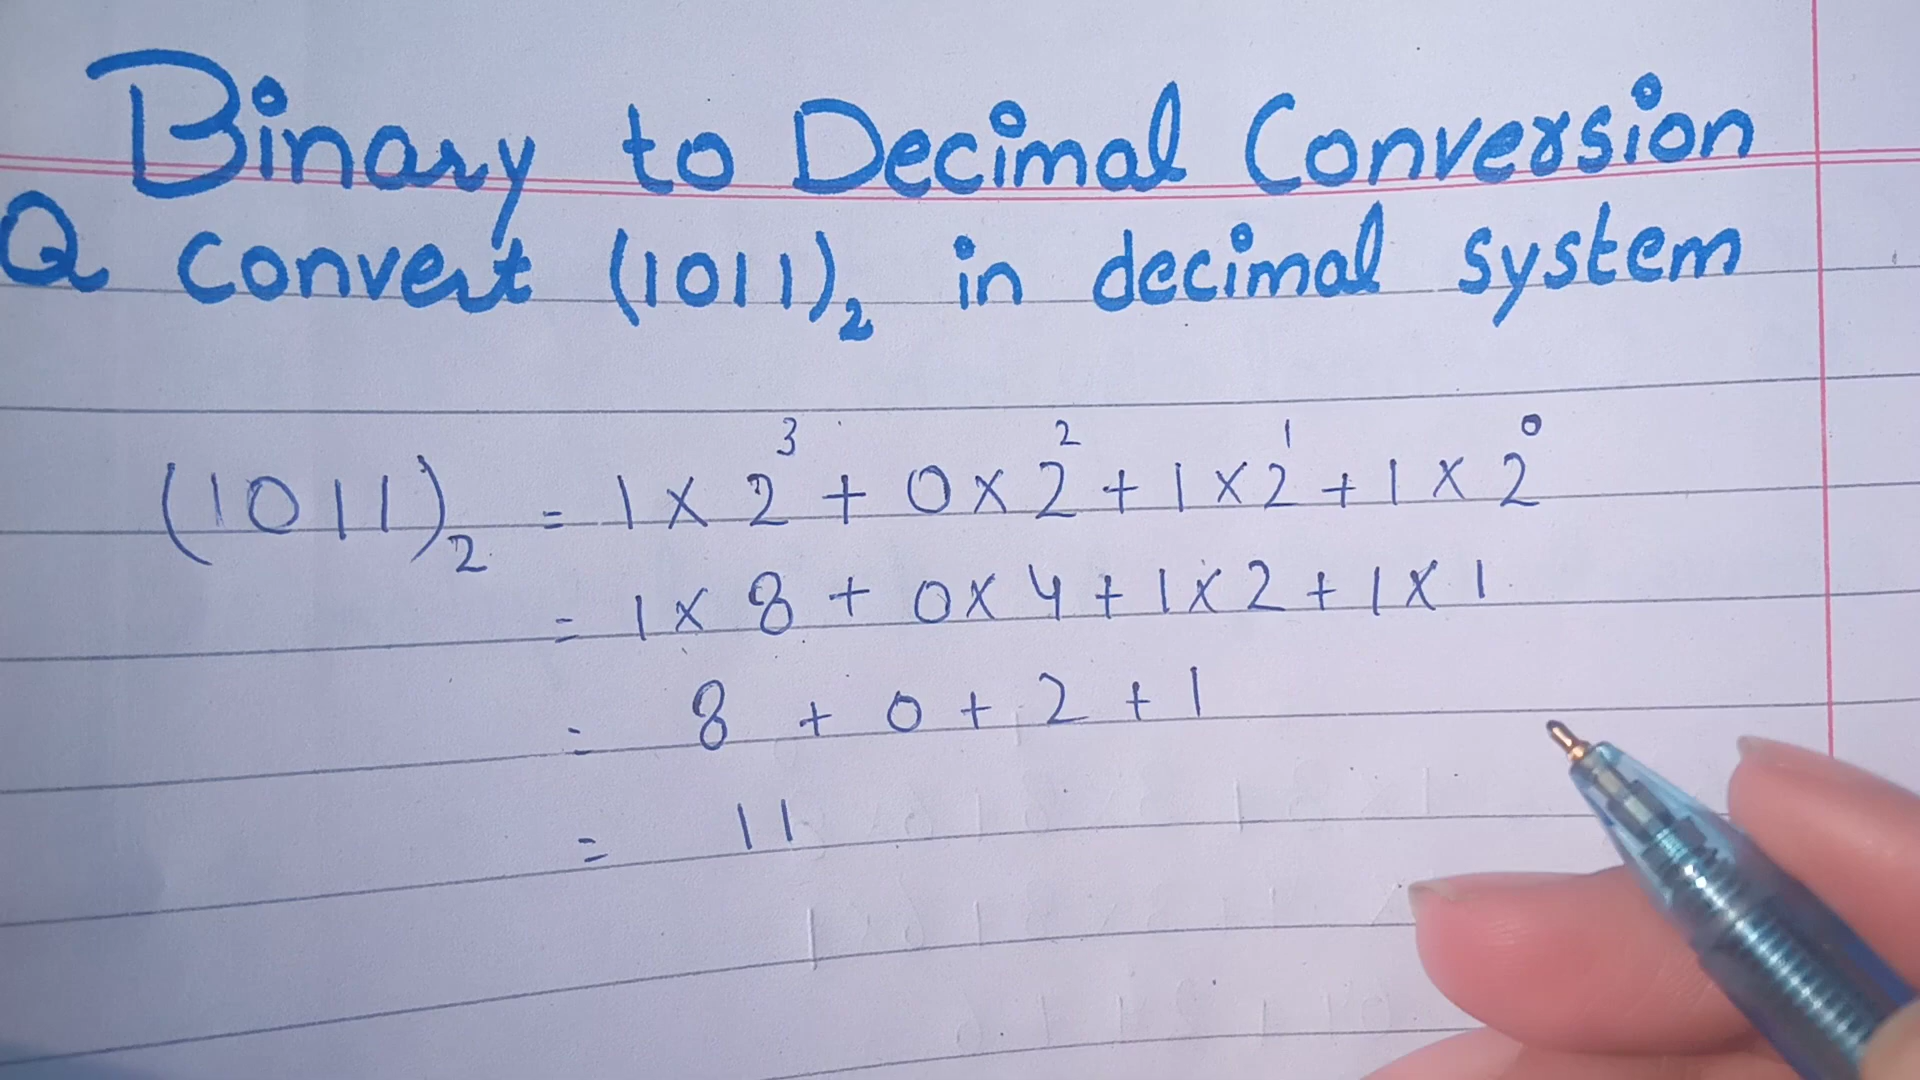 Binary to Decimal Conversion
Q convert (1011)₂ in decimal system
(1011)₂ = 1 × 2³ + 0 × 2² + 1 × 2¹ + 1 × 2⁰
= 1 × 8 + 0 × 4 + 1 × 2 + 1 × 1
= 8 + 0 + 2 + 1
= 11